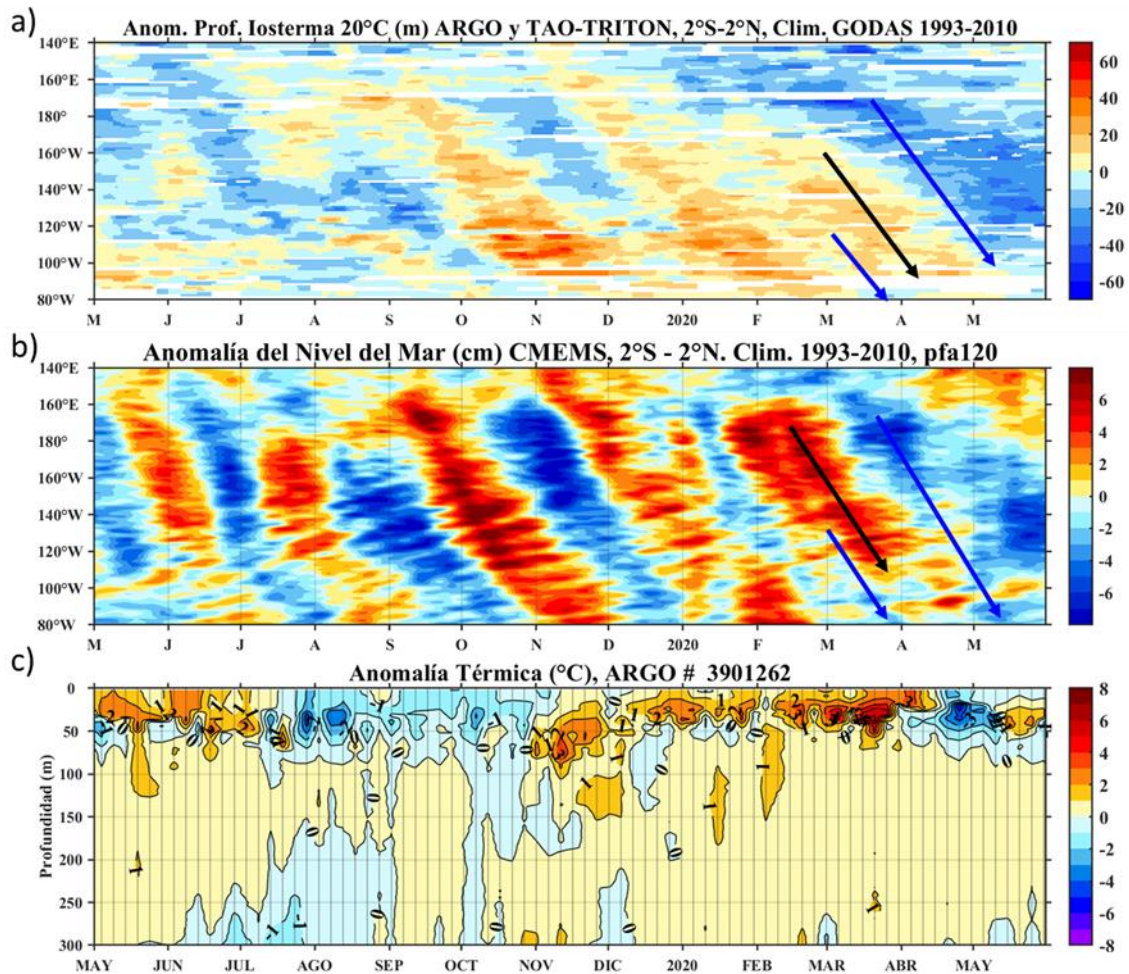 a)
Anom. Prof. Iosterma 20°C (m) ARGO y TAO-TRITON, 2°S-2°N, Clim. GODAS 1993-2010
140°E
160°E
180°
160°W
140°W
120°W
100°W
80°W
M J J A S O N D 2020 F M A M
60
40
20
0
-20
-40
-60
b)
Anomalía del Nivel del Mar (cm) CMEMS, 2°S - 2°N. Clim. 1993-2010, pfa120
140°E
160°E
180°
160°W
140°W
120°W
100°W
80°W
M J J A S O N D 2020 F M A M
6
4
2
0
-2
-4
-6
c)
Anomalía Térmica (°C), ARGO # 3901262
Profundidad (m)
0
50
100
150
200
250
300
MAY JUN JUL AGO SEP OCT NOV DIC 2020 FEB MAR ABR MAY
8
6
4
2
0
-2
-4
-6
-8